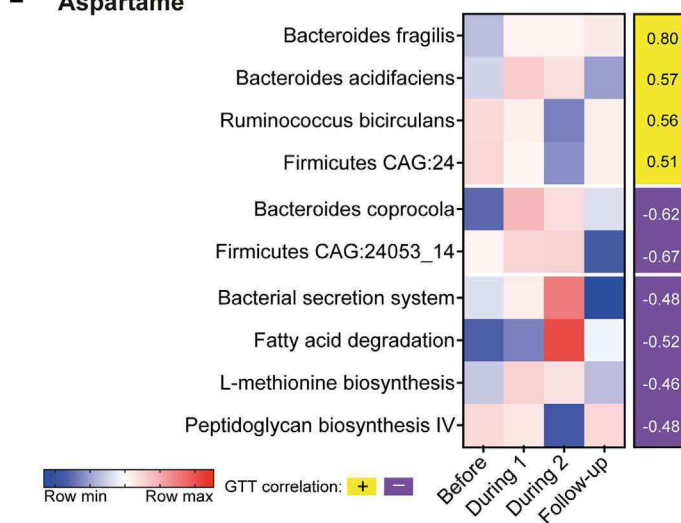 Aspartame
Bacteroides fragilis 0.80
Bacteroides acidifaciens 0.57
Ruminococcus bicirculans 0.56
Firmicutes CAG:24 0.51
Bacteroides coprocola -0.62
Firmicutes CAG:24053_14 -0.67
Bacterial secretion system -0.48
Fatty acid degradation -0.52
L-methionine biosynthesis -0.46
Peptidoglycan biosynthesis IV -0.48
Before During 1 During 2 Follow-up
Row min Row max GTT correlation: + −